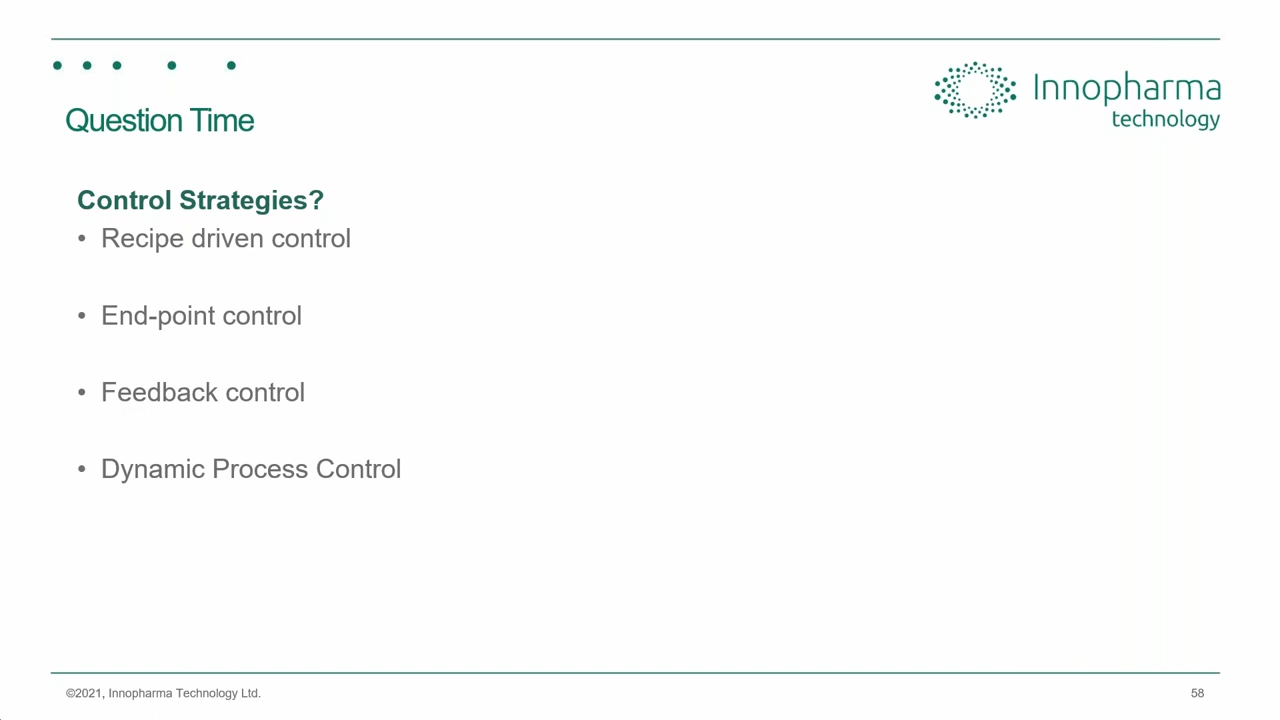 Innopharma
technology
Question Time
Control Strategies?
• Recipe driven control
• End-point control
• Feedback control
• Dynamic Process Control
©2021, Innopharma Technology Ltd.
58